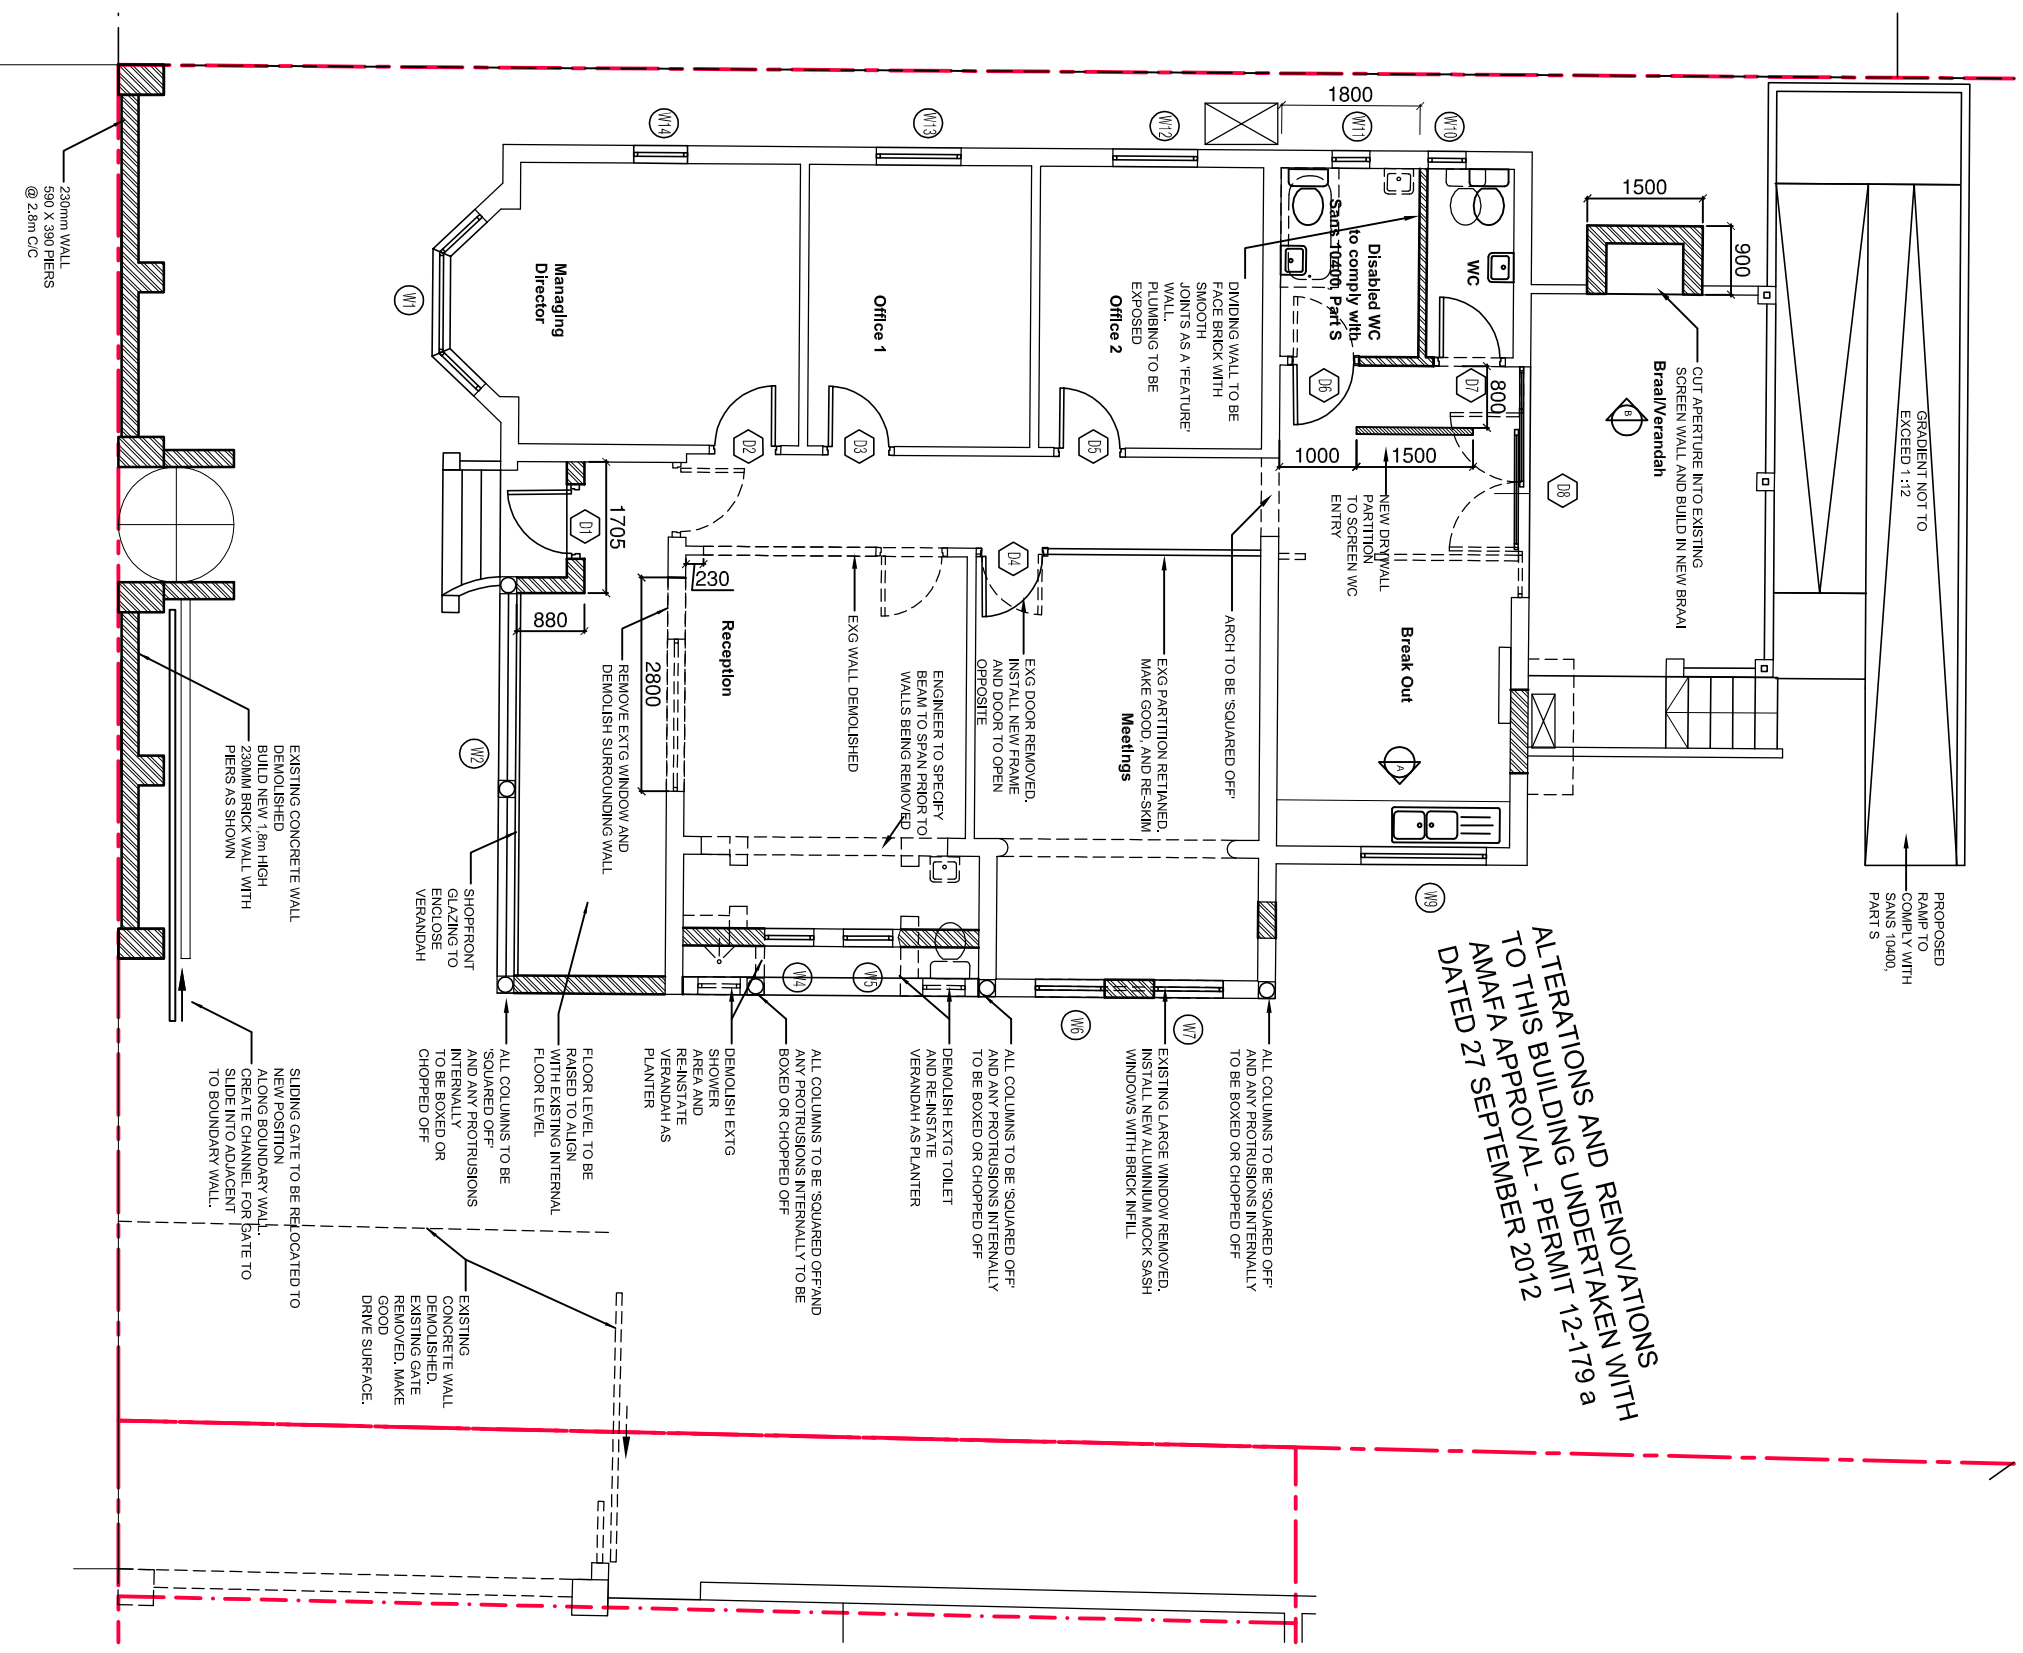 PROPOSED
RAMP TO
COMPLY WITH
SANS 10400,
PART S
GRADIENT NOT TO
EXCEED 1:12
CUT APERTURE INTO EXISTING
SCREEN WALL AND BUILD IN NEW BRAAI
Braai/Verandah
B
900
1500
D8
ALTERATIONS AND RENOVATIONS
TO THIS BUILDING UNDERTAKEN WITH
AMAFA APPROVAL - PERMIT 12-179 a
DATED 27 SEPTEMBER 2012
WC
D7
800
W10
W11
1800
Disabled WC
to comply with
Sans 10400, Part S
D6
1000
1500
NEW DRYWALL
PARTITION
TO SCREEN WC
ENTRY
Break Out
A
W9
DIVIDING WALL TO BE
FACE BRICK WITH
SMOOTH
JOINTS AS A 'FEATURE'
WALL.
PLUMBING TO BE
EXPOSED
ARCH TO BE 'SQUARED OFF'
ALL COLUMNS TO BE 'SQUARED OFF'
AND ANY PROTRUSIONS INTERNALLY
TO BE BOXED OR CHOPPED OFF
W12
Office 2
D5
EXG PARTITION RETIANED.
MAKE GOOD, AND RE-SKIM
Meetings
W7
W6
EXISTING LARGE WINDOW REMOVED.
INSTALL NEW ALUMINIUM MOCK SASH
WINDOWS WITH BRICK INFILL
D4
EXG DOOR REMOVED.
INSTALL NEW FRAME
AND DOOR TO OPEN
OPPOSITE
ALL COLUMNS TO BE 'SQUARED OFF'
AND ANY PROTRUSIONS INTERNALLY
TO BE BOXED OR CHOPPED OFF
W13
Office 1
D3
ENGINEER TO SPECIFY
BEAM TO SPAN PRIOR TO
WALLS BEING REMOVED
DEMOLISH EXTG TOILET
AND RE-INSTATE
VERANDAH AS PLANTER
EXG WALL DEMOLISHED
W5
W4
ALL COLUMNS TO BE 'SQUARED OFF'AND
ANY PROTRUSIONS INTERNALLY TO BE
BOXED OR CHOPPED OFF
D2
230
Reception
DEMOLISH EXTG
SHOWER
AREA AND
RE-INSTATE
VERANDAH AS
PLANTER
W14
2800
REMOVE EXTG WINDOW AND
DEMOLISH SURROUNDING WALL
1705
D1
880
FLOOR LEVEL TO BE
RAISED TO ALIGN
WITH EXISTING INTERNAL
FLOOR LEVEL
Managing
Director
W1
W2
SHOPFRONT
GLAZING TO
ENCLOSE
VERANDAH
ALL COLUMNS TO BE
'SQUARED OFF'
AND ANY PROTRUSIONS
INTERNALLY
TO BE BOXED OR
CHOPPED OFF
EXISTING
CONCRETE WALL
DEMOLISHED.
EXISTING GATE
REMOVED. MAKE
GOOD
DRIVE SURFACE.
EXISTING CONCRETE WALL
DEMOLISHED
BUILD NEW 1,8m HIGH
230MM BRICK WALL WITH
PIERS AS SHOWN
SLIDING GATE TO BE RELOCATED TO
NEW POSITION
ALONG BOUNDARY WALL.
CREATE CHANNEL FOR GATE TO
SLIDE INTO ADJACENT
TO BOUNDARY WALL.
230mm WALL
590 X 390 PIERS
@ 2.8m C/C